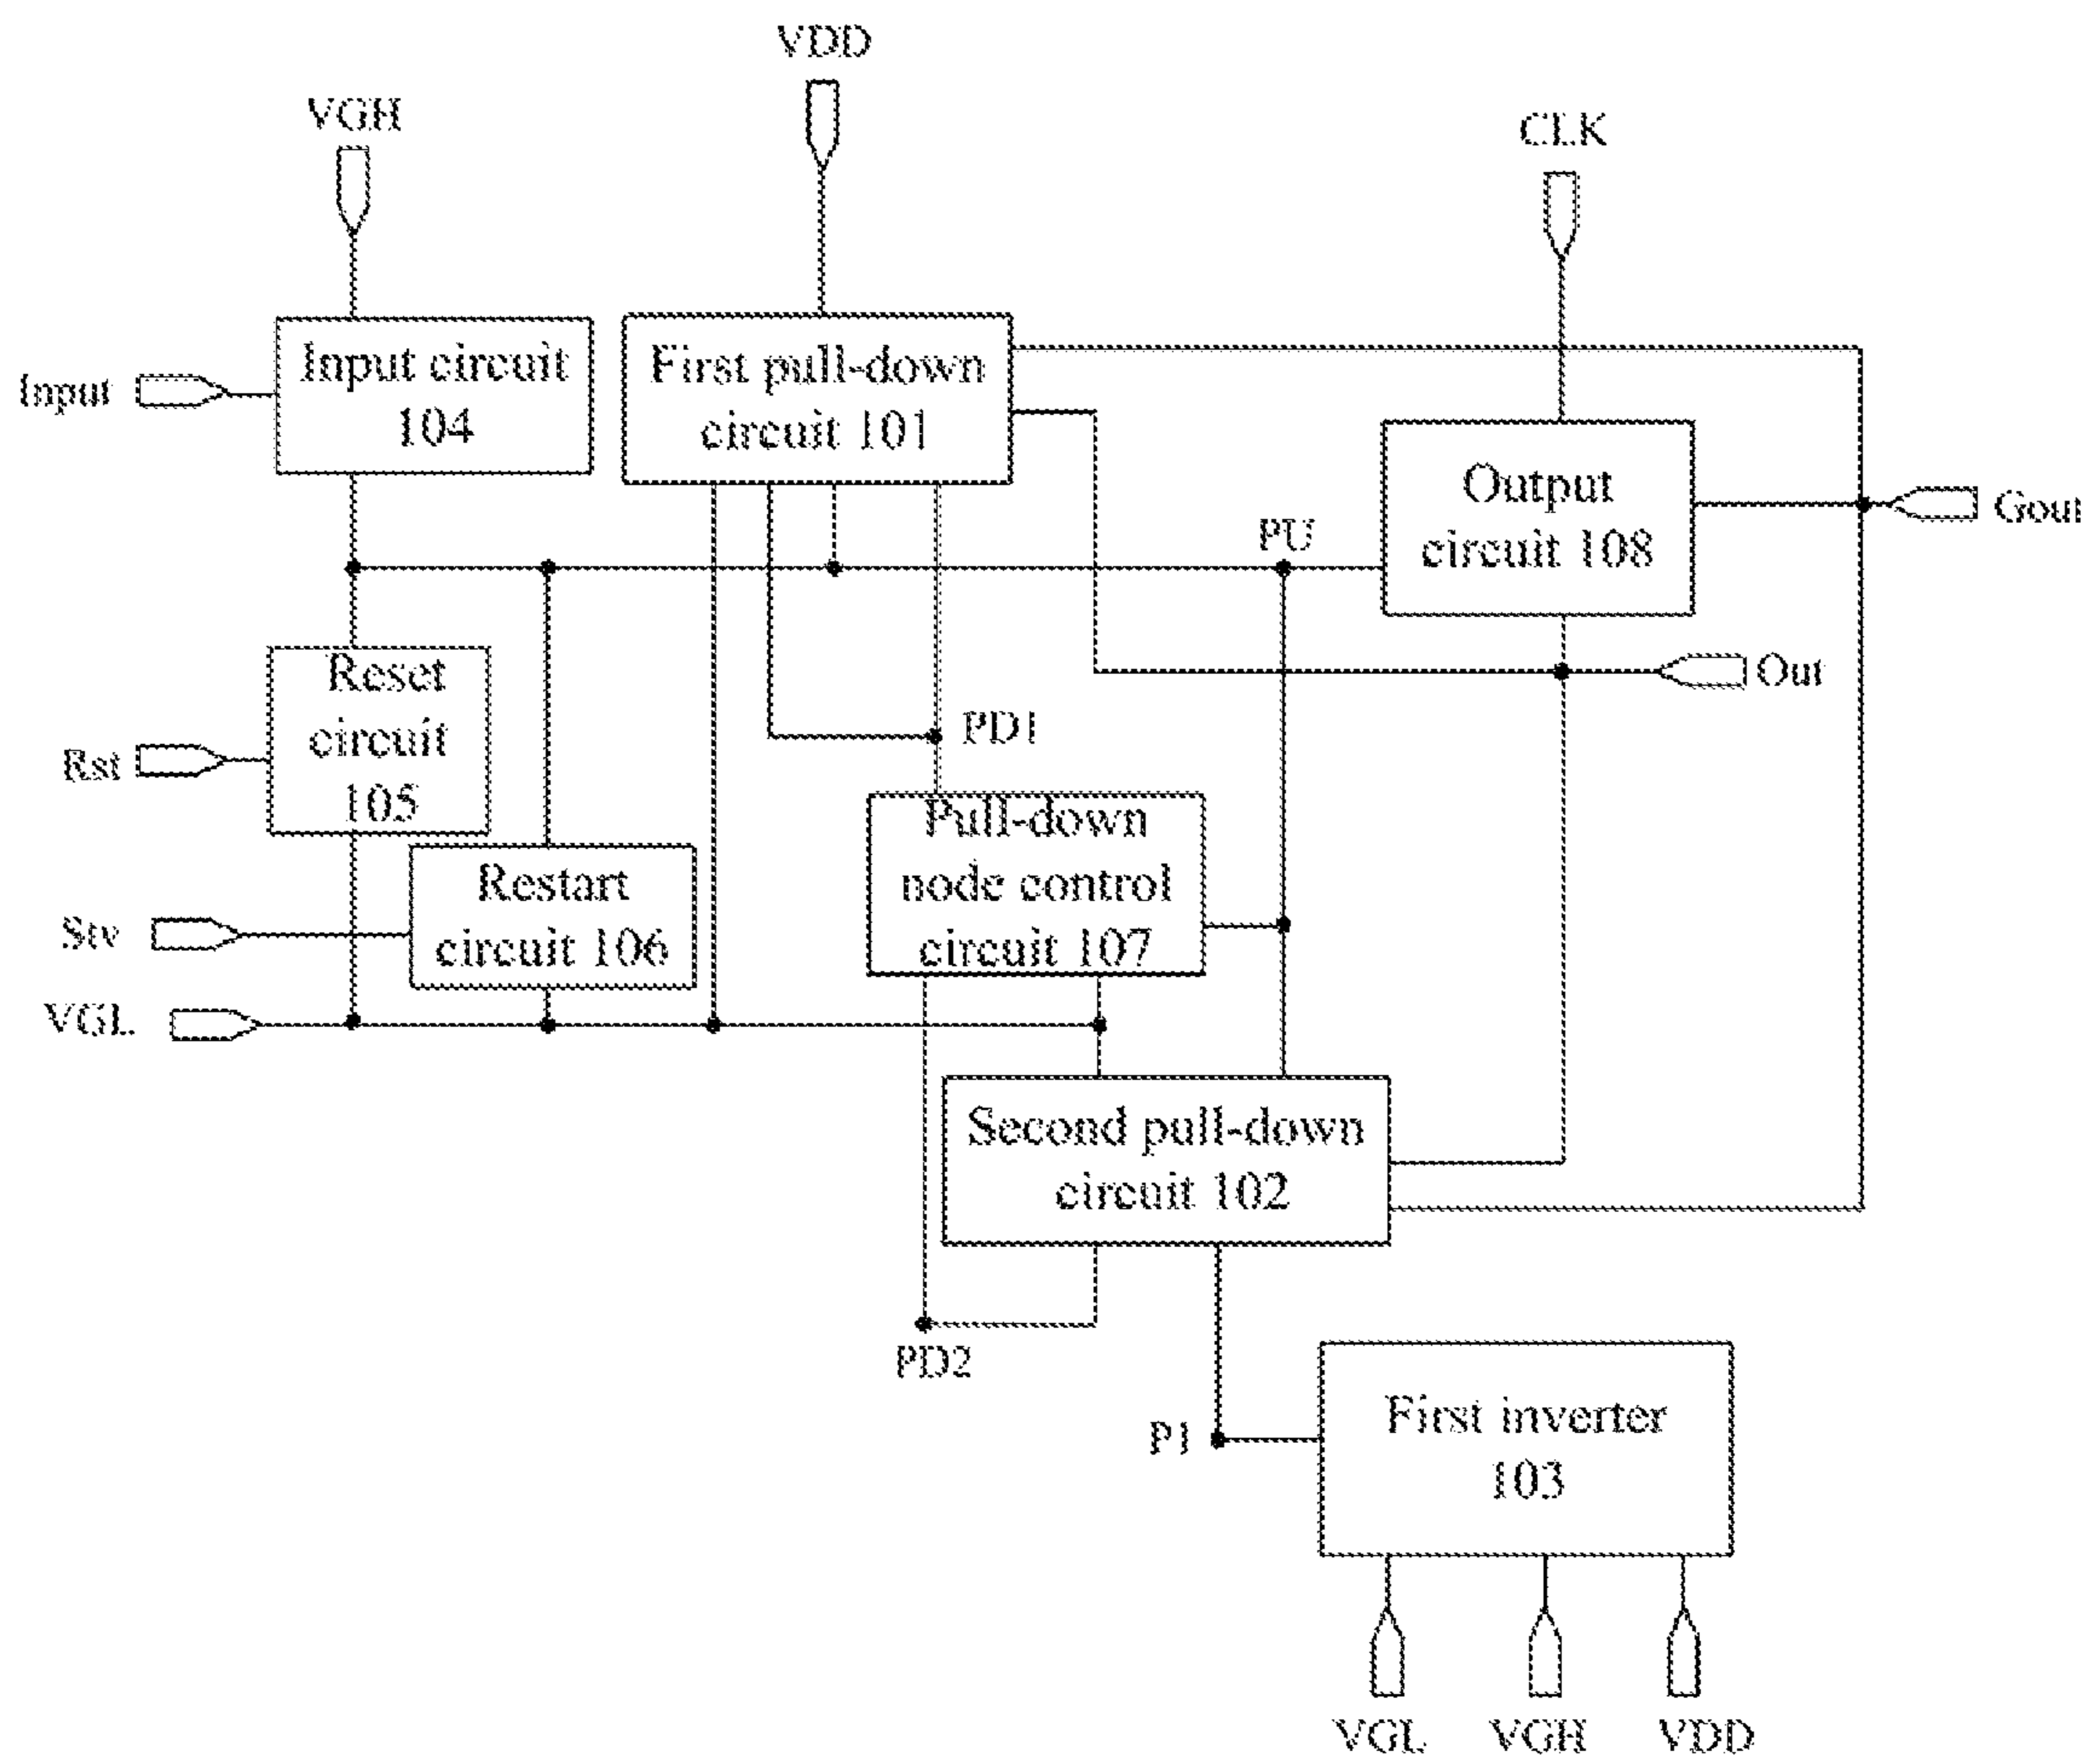 VDD
VGH
CLK
Input
Input circuit
104
First pull-down
circuit 101
Output
circuit 108
Gout
PU
Out
Reset
circuit
105
Rst
PD1
Pull-down
node control
circuit 107
Restart
circuit 106
Stv
VGL
Second pull-down
circuit 102
PD2
P1
First inverter
103
VGL
VGH
VDD